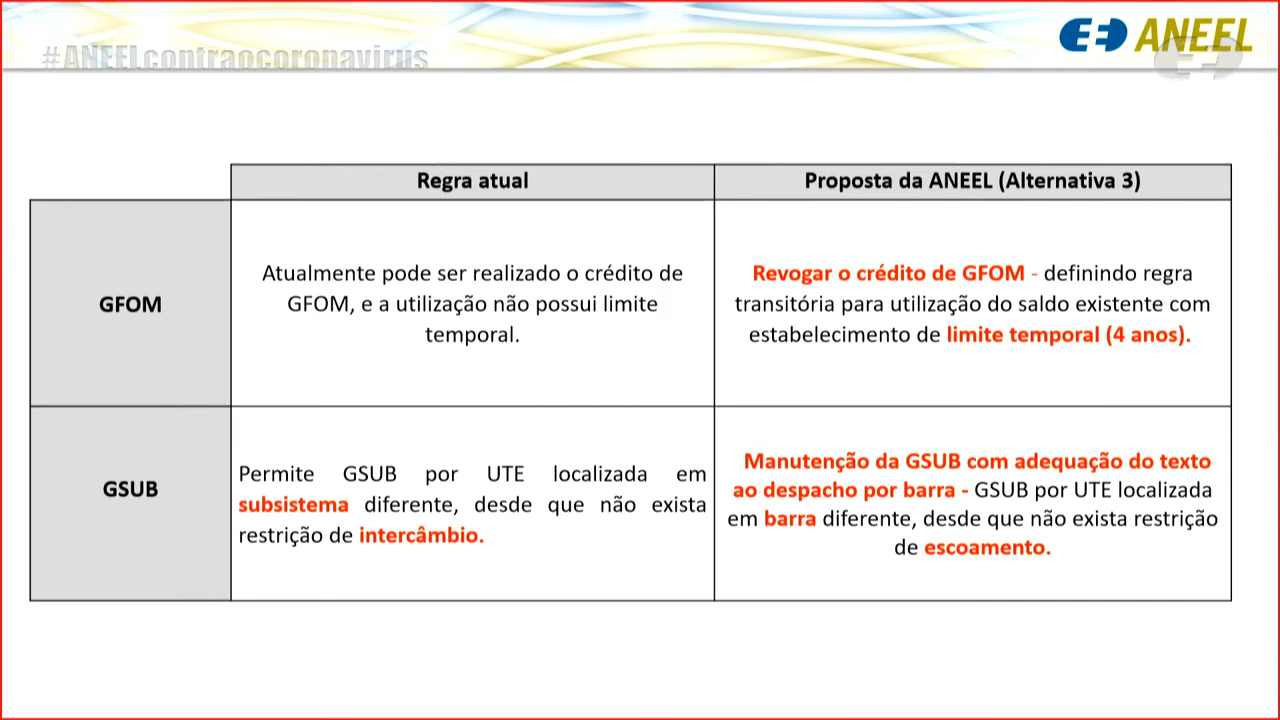 #ANEELcontraocoronavirus
ANEEL
Regra atual
Proposta da ANEEL (Alternativa 3)
GFOM
Atualmente pode ser realizado o crédito de
GFOM, e a utilização não possui limite
temporal.
Revogar o crédito de GFOM - definindo regra
transitória para utilização do saldo existente com
estabelecimento de limite temporal (4 anos).
GSUB
Permite GSUB por UTE localizada em
subsistema diferente, desde que não exista
restrição de intercâmbio.
Manutenção da GSUB com adequação do texto
ao despacho por barra - GSUB por UTE localizada
em barra diferente, desde que não exista restrição
de escoamento.